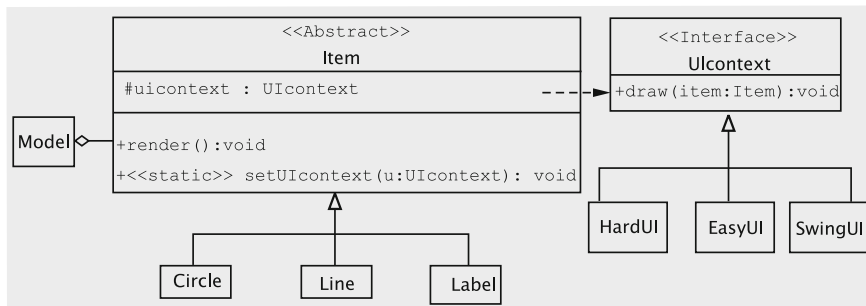 <<Abstract>>
Item
#uicontext : UIcontext
+render():void
+<<static>> setUIcontext(u:UIcontext): void
Model
<<Interface>>
UIcontext
+draw(item:Item):void
Circle
Line
Label
HardUI
EasyUI
SwingUI